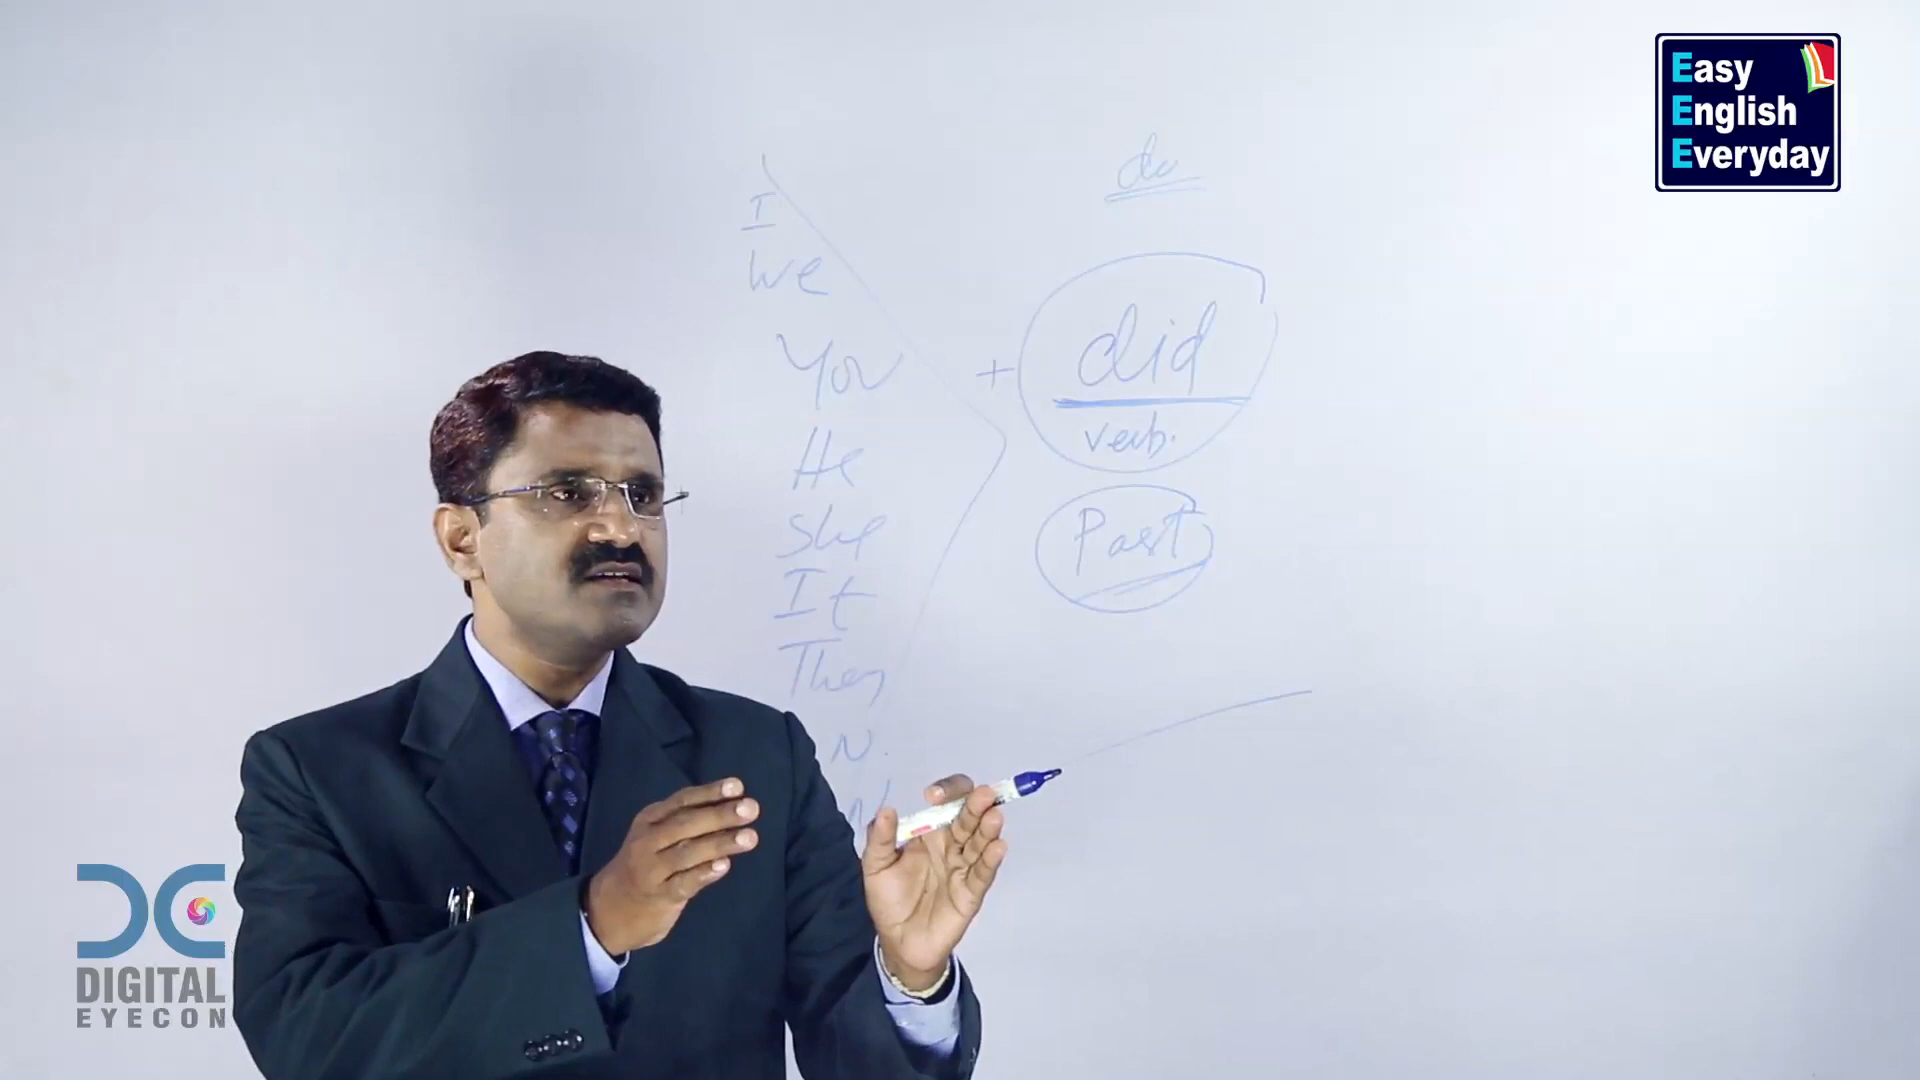 Easy
English
Everyday
do
I
We
You
+ did
verb.
He
Past
She
It
They
N.
N
DIGITAL
EYECON